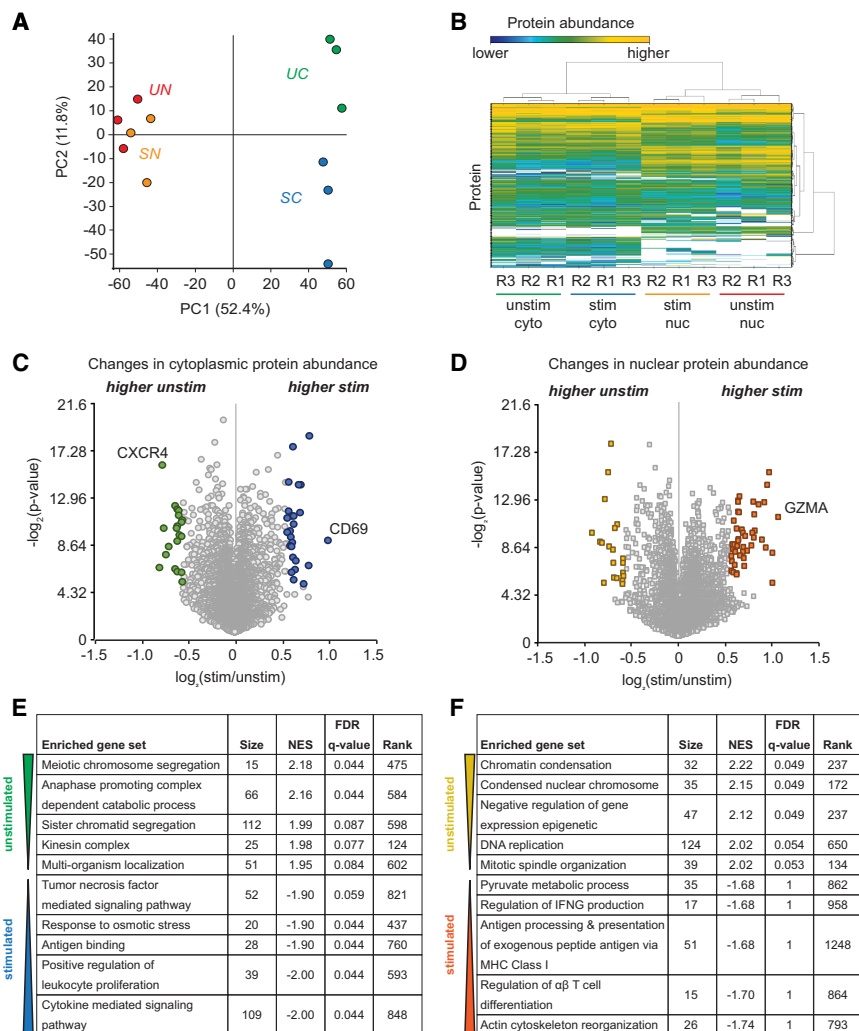 A
40
30
20
10
0
-10
-20
-30
-40
-50
PC2 (11.8%)
UN
SN
UC
SC
-60 -40 -20 0 20 40 60
PC1 (52.4%)
B
Protein abundance
lower higher
Protein
R3 R2 R1 R2 R1 R3 R2 R1 R3 R2 R1 R3
unstim stim stim unstim
cyto cyto nuc nuc
C
Changes in cytoplasmic protein abundance
higher unstim higher stim
21.6
17.28
12.96
8.64
4.32
0
-log2(p-value)
CXCR4
CD69
-1.5 -1.0 -0.5 0 0.5 1.0 1.5
log2(stim/unstim)
D
Changes in nuclear protein abundance
higher unstim higher stim
21.6
17.28
12.96
8.64
4.32
0
-log2(p-value)
GZMA
-1.5 -1.0 -0.5 0 0.5 1.0 1.5
log2(stim/unstim)
E
unstimulated
stimulated
FDR
Enriched gene set Size NES q-value Rank
Meiotic chromosome segregation 15 2.18 0.044 475
Anaphase promoting complex
dependent catabolic process 66 2.16 0.044 584
Sister chromatid segregation 112 1.99 0.087 598
Kinesin complex 25 1.98 0.077 124
Multi-organism localization 51 1.95 0.084 602
Tumor necrosis factor
mediated signaling pathway 52 -1.90 0.059 821
Response to osmotic stress 20 -1.90 0.044 437
Antigen binding 28 -1.90 0.044 760
Positive regulation of
leukocyte proliferation 39 -2.00 0.044 593
Cytokine mediated signaling
pathway 109 -2.00 0.044 848
F
unstimulated
stimulated
FDR
Enriched gene set Size NES q-value Rank
Chromatin condensation 32 2.22 0.049 237
Condensed nuclear chromosome 35 2.15 0.049 172
Negative regulation of gene
expression epigenetic 47 2.12 0.049 237
DNA replication 124 2.02 0.054 650
Mitotic spindle organization 39 2.02 0.053 134
Pyruvate metabolic process 35 -1.68 1 862
Regulation of IFNG production 17 -1.68 1 958
Antigen processing & presentation
of exogenous peptide antigen via
MHC Class I 51 -1.68 1 1248
Regulation of αβ T cell
differentiation 15 -1.70 1 864
Actin cytoskeleton reorganization 26 -1.74 1 793